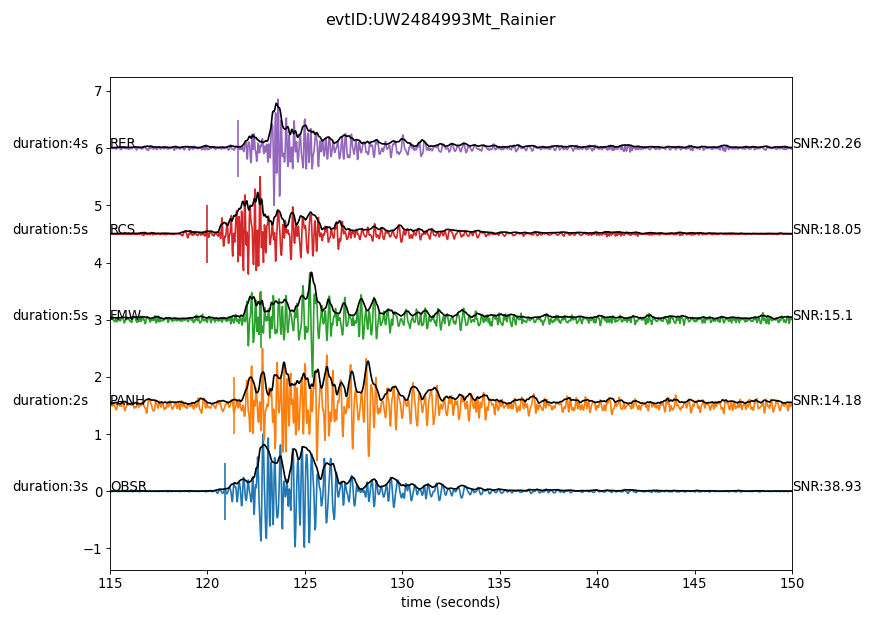 evtID:UW2484993Mt_Rainier
7
duration:4s RER 6 SNR:20.26
5
duration:5s RCS SNR:18.05
4
duration:5s FMW 3 SNR:15.1
2
duration:2s PANH SNR:14.18
1
duration:3s OBSR 0 SNR:38.93
−1
115 120 125 130 135 140 145 150
time (seconds)